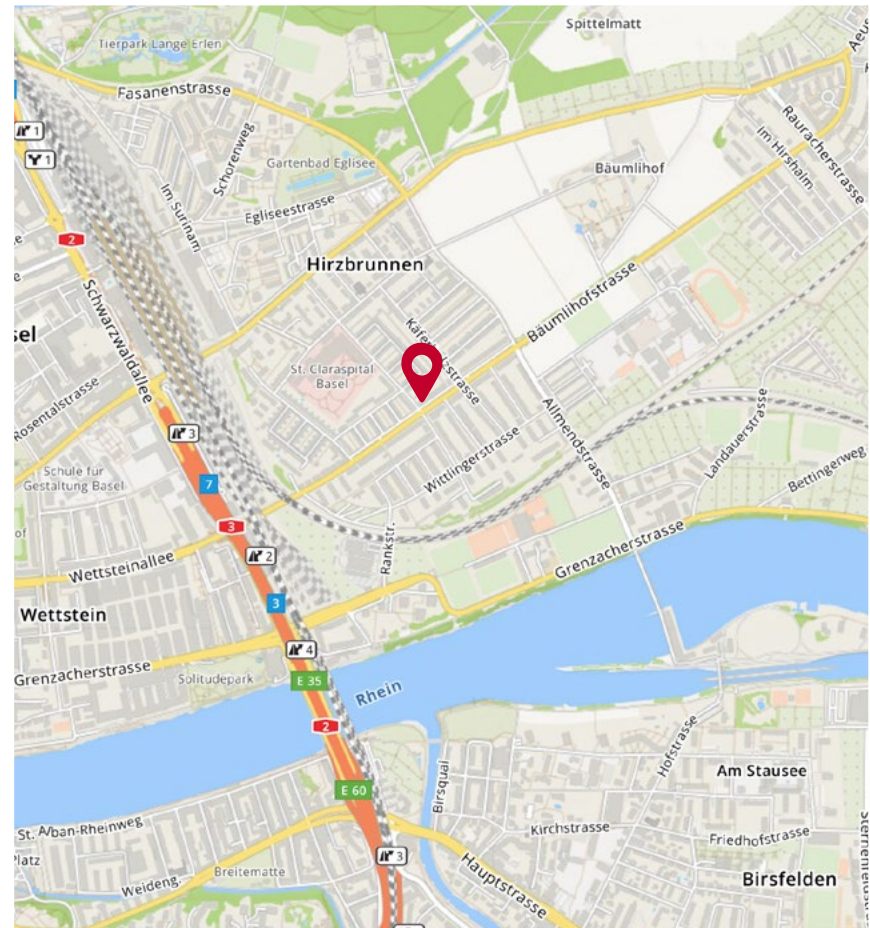 Spittelmatt
Tierpark Lange Erlen
Fasanenstrasse
1
1
Schorenweg
Gartenbad Eglisee
Bäumlihof
Rauracherstrasse
Im Hirshalm
Im Surinam
Egliseestrasse
2
Hirzbrunnen
Schwarzwaldallee
Bäumlihofstrasse
sel
St. Claraspital
Basel
Rosentalstrasse
3
Allmendstrasse
Wittlingerstrasse
Landauerstrasse
Bettingerweg
Schule für
Gestaltung Basel
7
3
2
Rankstr.
Grenzacherstrasse
Wettsteinallee
3
Wettstein
4
Grenzacherstrasse
Solitudepark
E 35
Rhein
2
Birsquai
Hofstrasse
Am Stausee
E 60
St. Alban-Rheinweg
Kirchstrasse
Friedhofstrasse
Platz
3
Weideng.
Breitematte
Hauptstrasse
Birsfelden